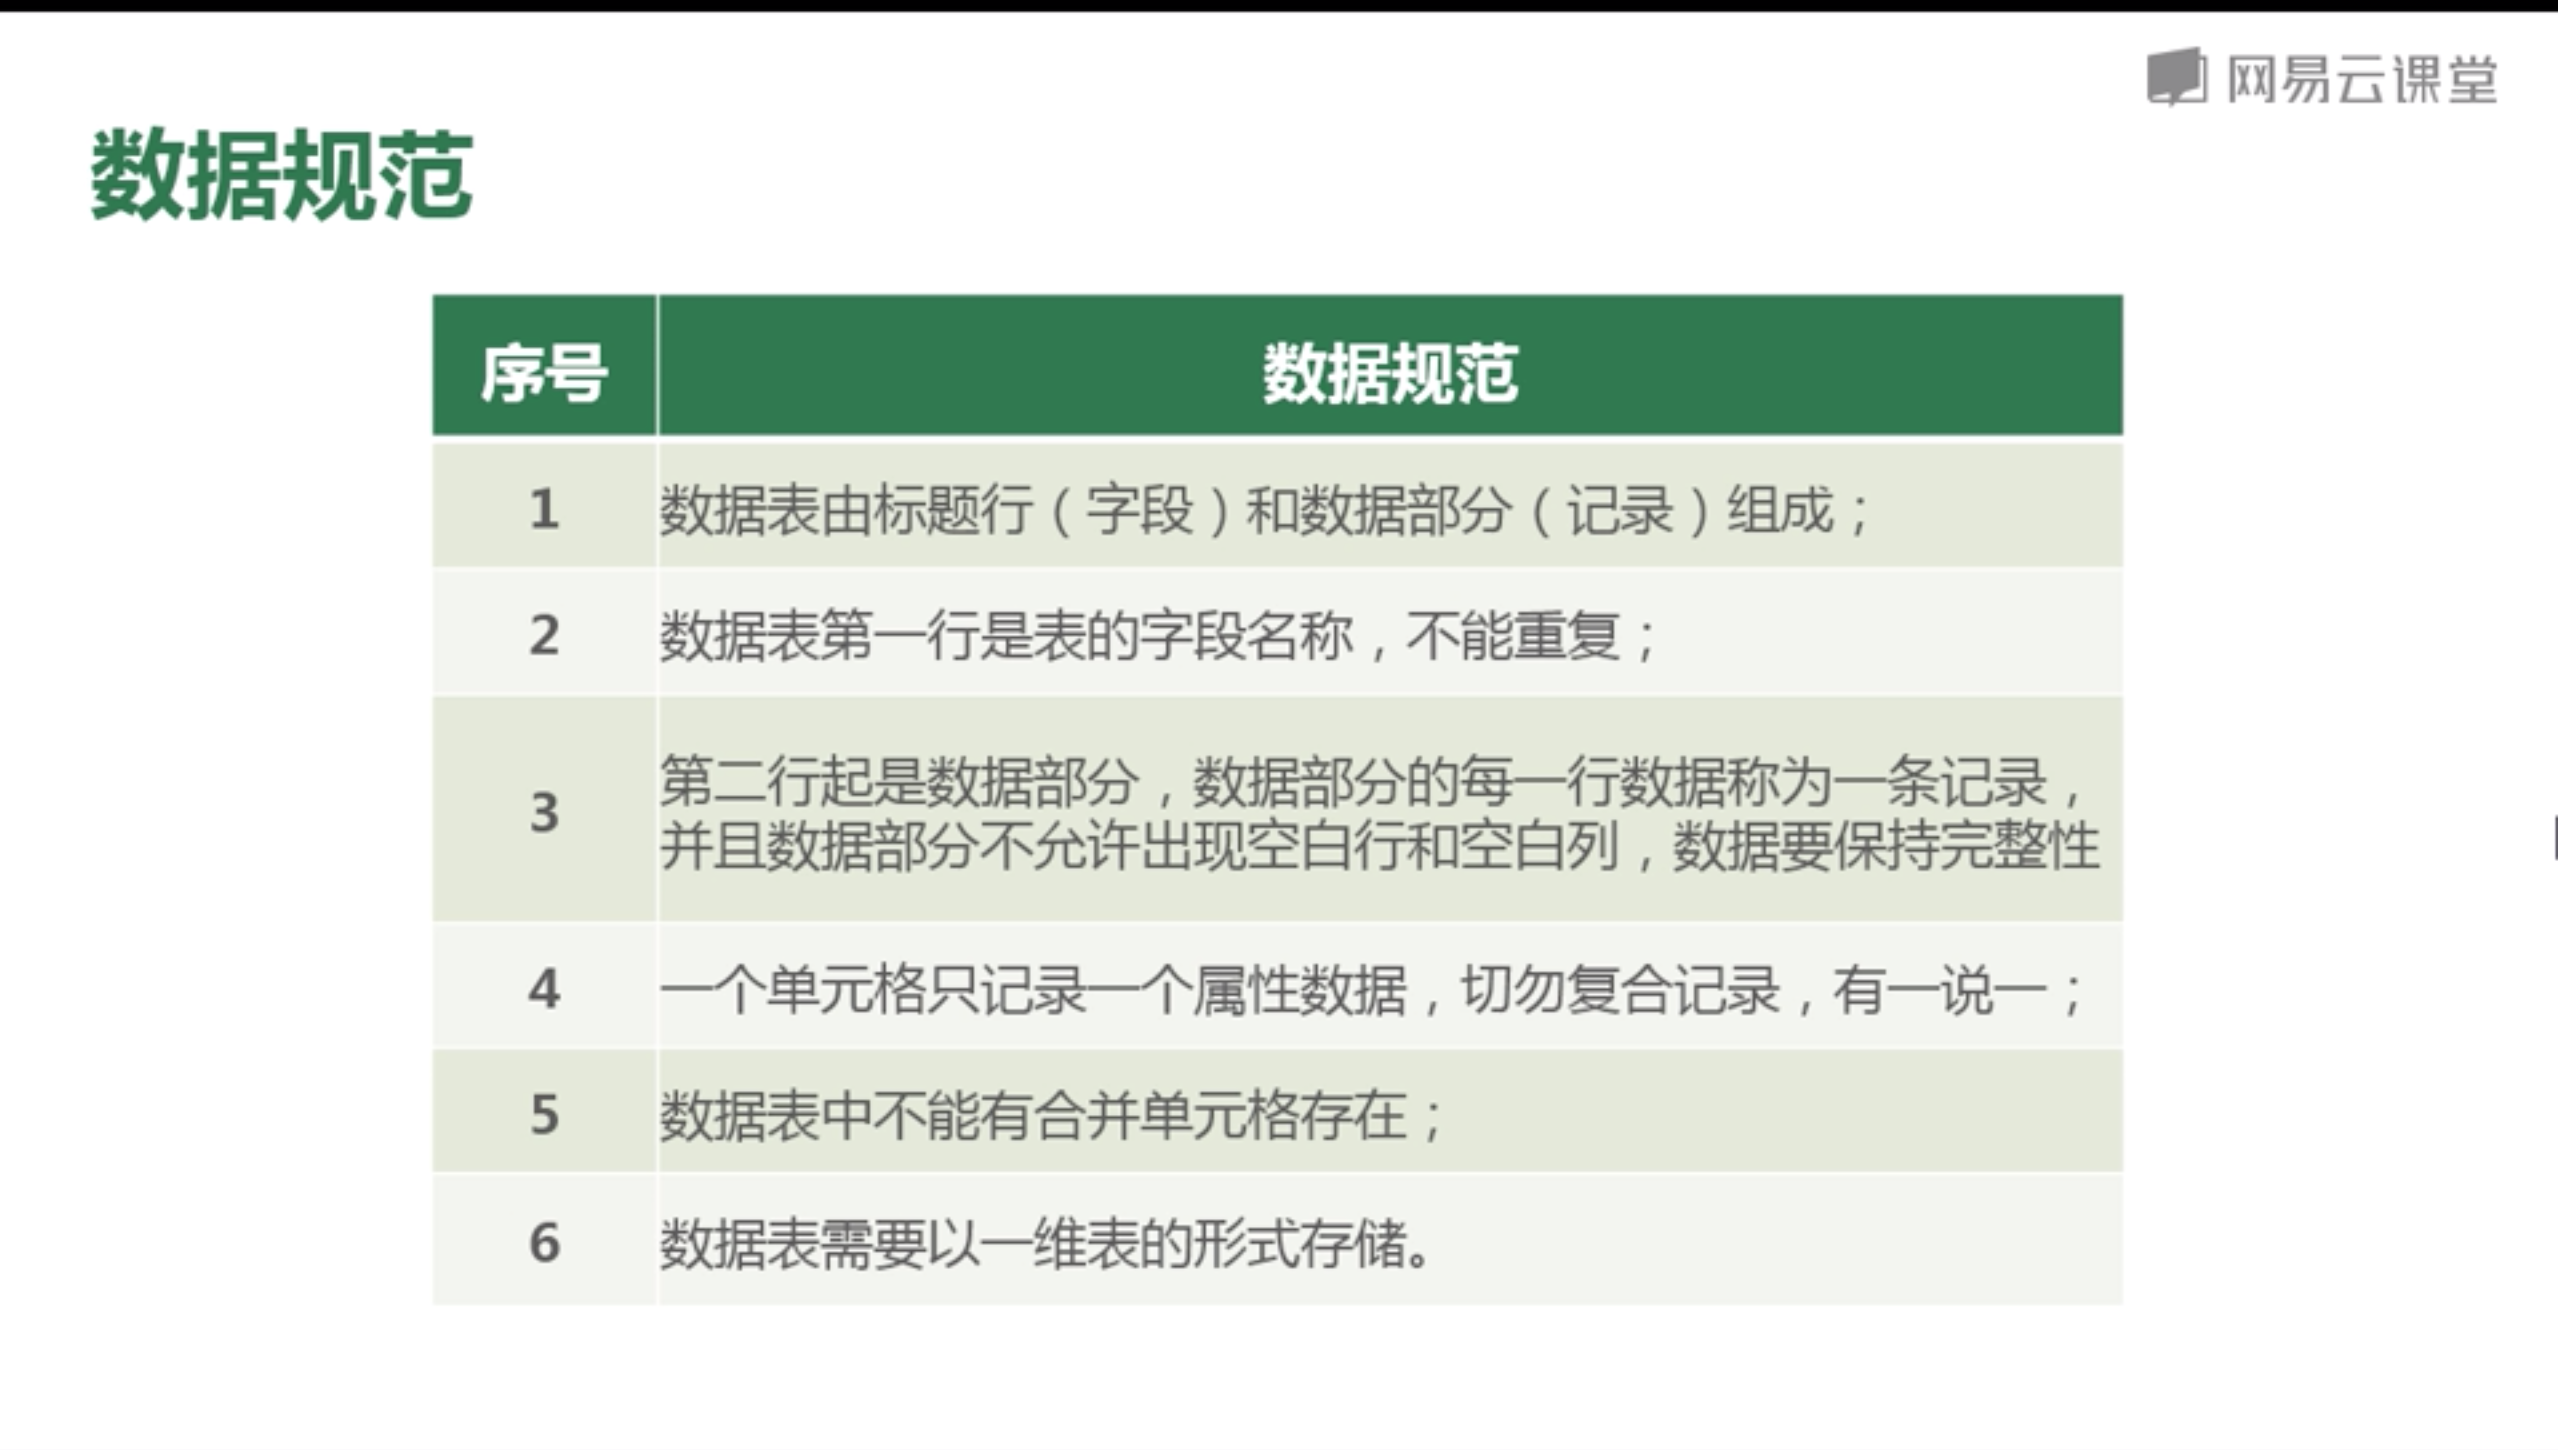 网易云课堂
数据规范
序号 数据规范
1 数据表由标题行（字段）和数据部分（记录）组成；
2 数据表第一行是表的字段名称，不能重复；
3 第二行起是数据部分，数据部分的每一行数据称为一条记录，
并且数据部分不允许出现空白行和空白列，数据要保持完整性
4 一个单元格只记录一个属性数据，切勿复合记录，有一说一；
5 数据表中不能有合并单元格存在；
6 数据表需要以一维表的形式存储。